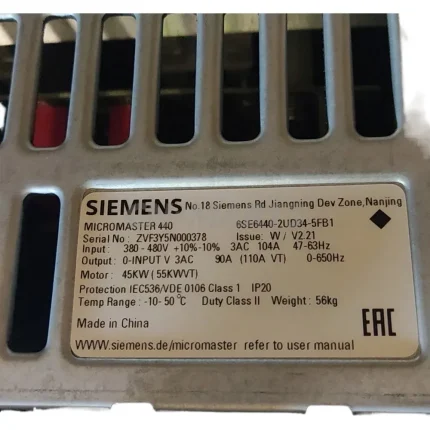 SIEMENS No.18 Siemens Rd Jiangning Dev Zone, Nanjing
MICROMASTER 440 6SE6440-2UD34-5FB1
Serial No: ZVF3Y5N000378 Issue: W / V2.21
Input: 380 - 480V +10%-10% 3AC 104A 47-63Hz
Output: 0-INPUT V 3AC 90A (110A VT) 0-650Hz
Motor: 45KW (55KWVT)
Protection IEC536/VDE 0106 Class 1 IP20
Temp Range: -10-50°C Duty Class II Weight: 56kg
Made in China
EAC
WWW.siemens.de/micromaster refer to user manual